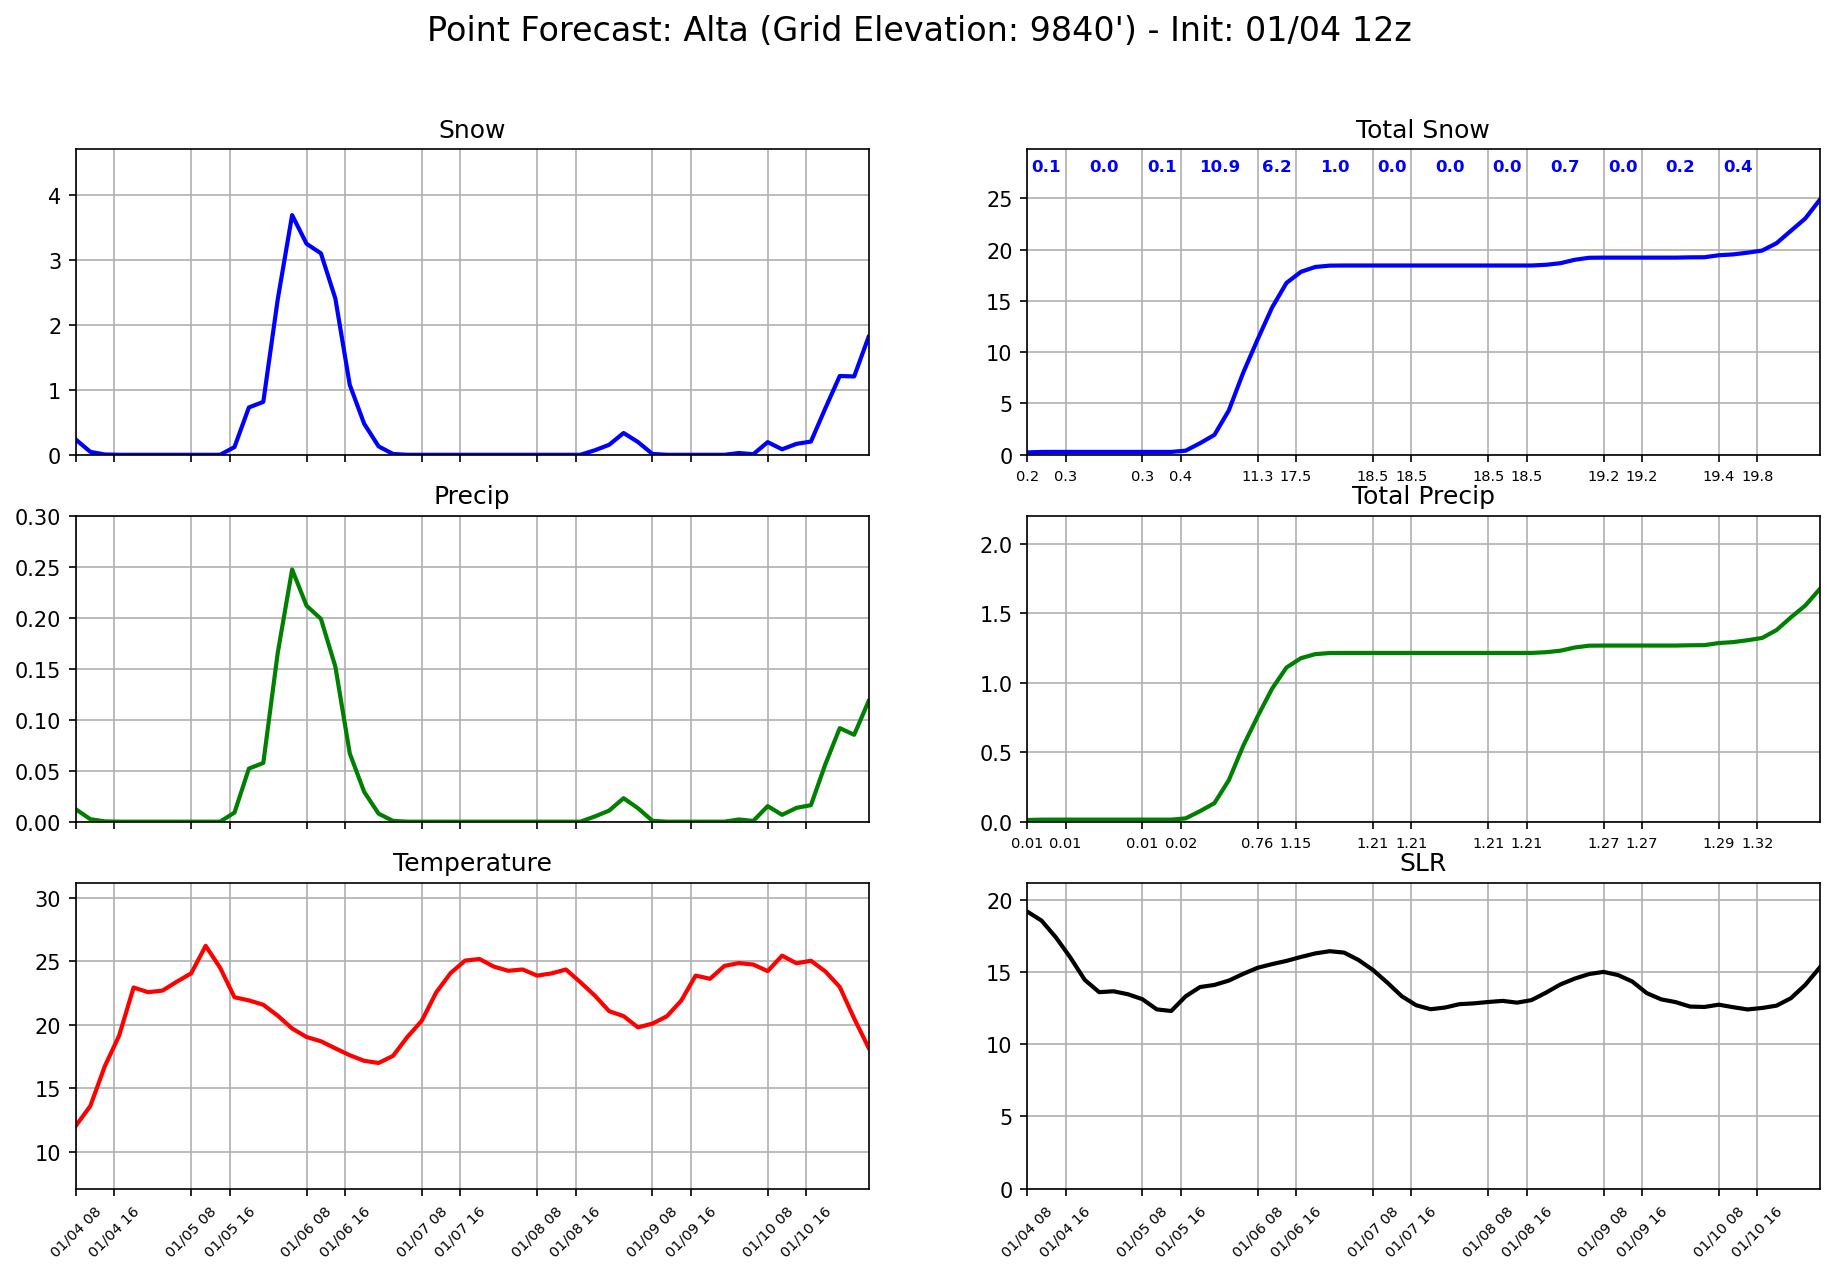 Point Forecast: Alta (Grid Elevation: 9840') - Init: 01/04 12z
Snow
4
3
2
1
0
Total Snow
0.1 0.0 0.1 10.9 6.2 1.0 0.0 0.0 0.0 0.7 0.0 0.2 0.4
25
20
15
10
5
0
0.2 0.3 0.3 0.4 11.3 17.5 18.5 18.5 18.5 18.5 19.2 19.2 19.4 19.8
Precip
0.30
0.25
0.20
0.15
0.10
0.05
0.00
Total Precip
2.0
1.5
1.0
0.5
0.0
0.01 0.01 0.01 0.02 0.76 1.15 1.21 1.21 1.21 1.21 1.27 1.27 1.29 1.32
Temperature
30
25
20
15
10
01/04 08 01/04 16 01/05 08 01/05 16 01/06 08 01/06 16 01/07 08 01/07 16 01/08 08 01/08 16 01/09 08 01/09 16 01/10 08 01/10 16
SLR
20
15
10
5
0
01/04 08 01/04 16 01/05 08 01/05 16 01/06 08 01/06 16 01/07 08 01/07 16 01/08 08 01/08 16 01/09 08 01/09 16 01/10 08 01/10 16